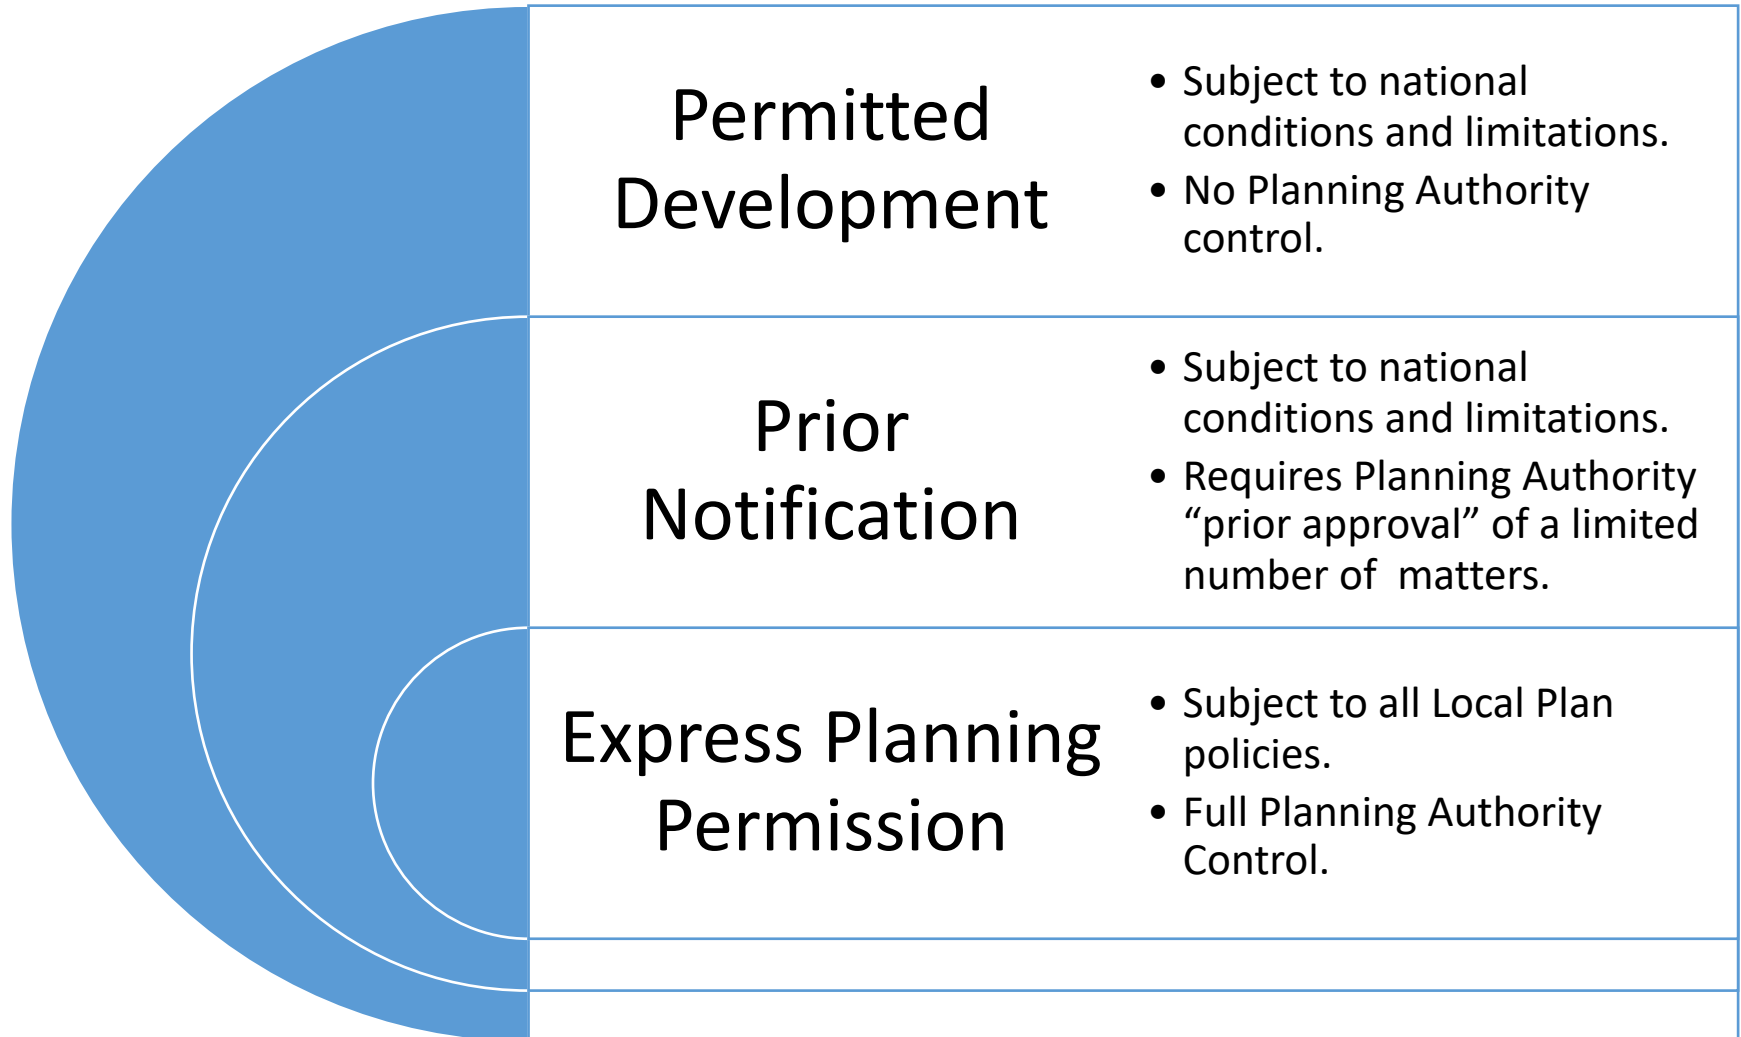 Permitted
Development
• Subject to national
conditions and limitations.
• No Planning Authority
control.
Prior
Notification
• Subject to national
conditions and limitations.
• Requires Planning Authority
“prior approval” of a limited
number of  matters.
Express Planning
Permission
• Subject to all Local Plan
policies.
• Full Planning Authority
Control.